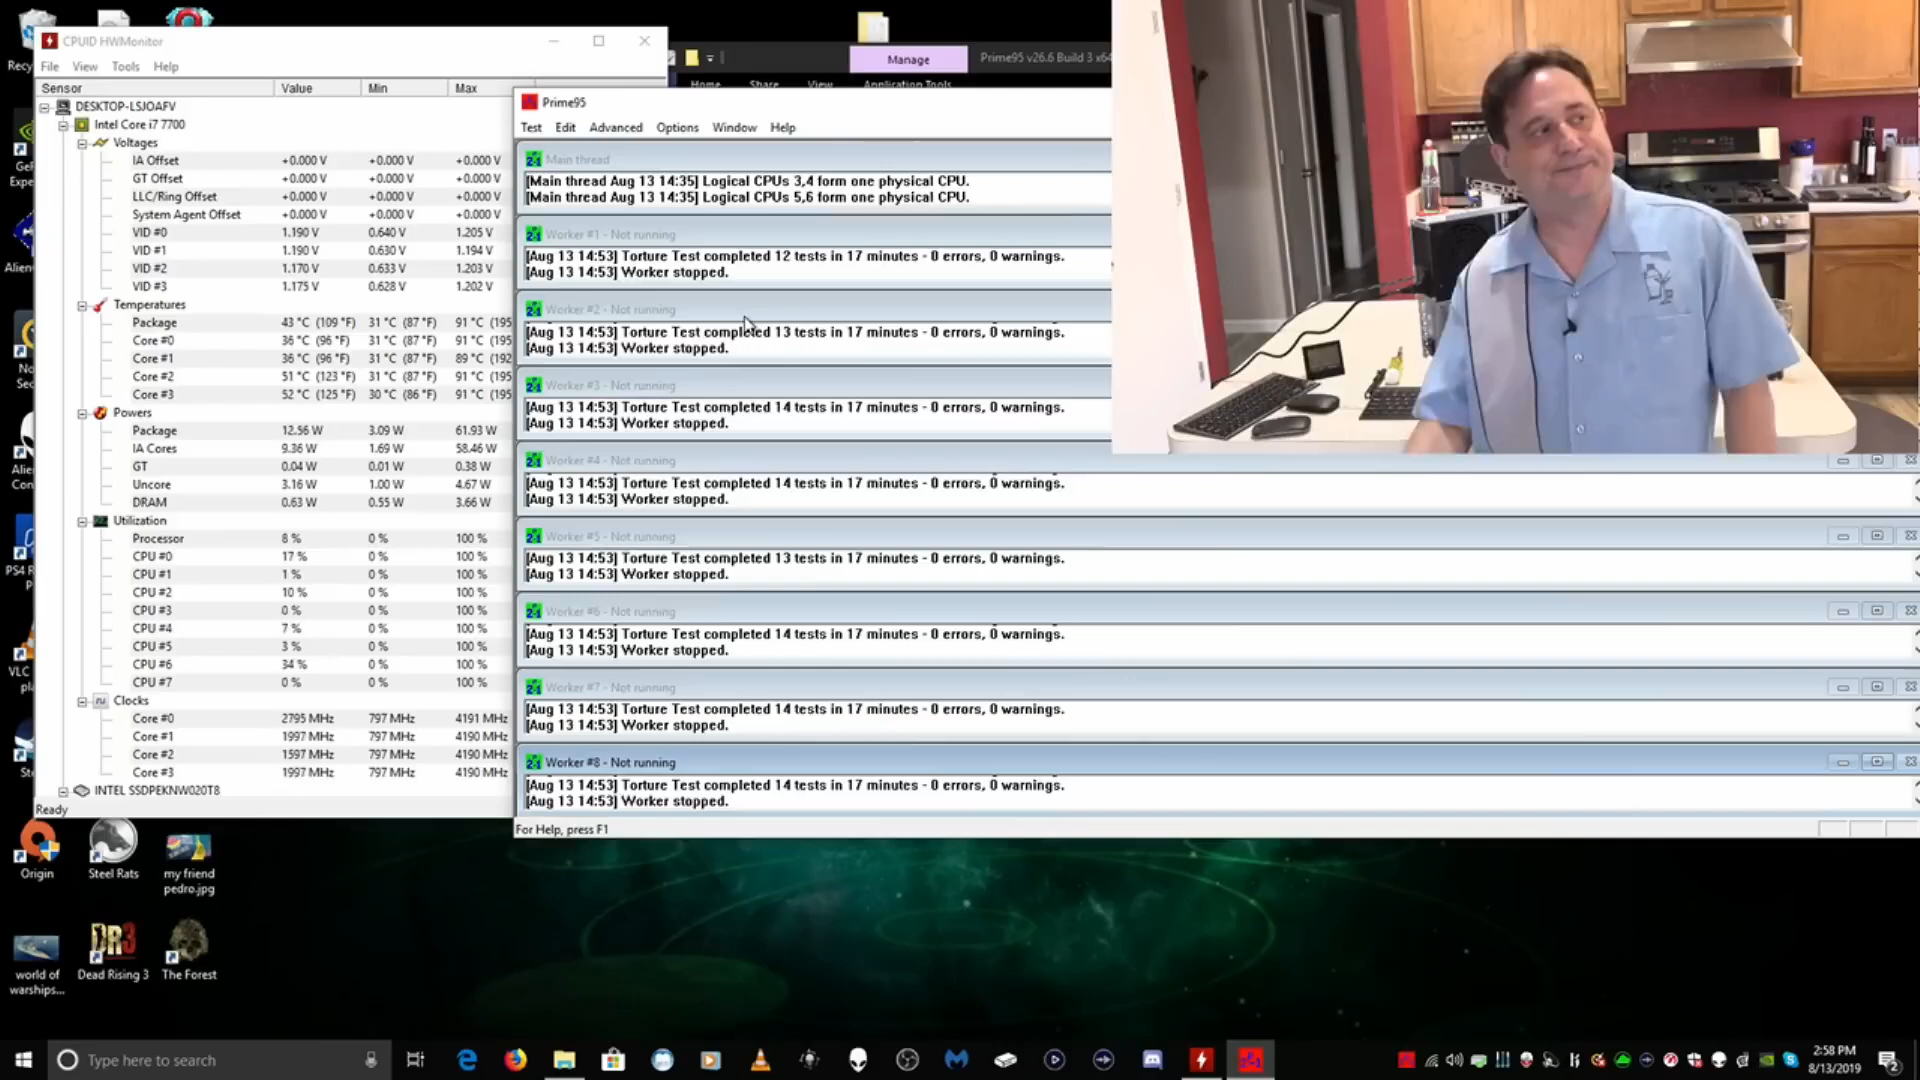 CPUID HWMonitor
File View Tools Help
Sensor Value Min Max
DESKTOP-LSJOAFV
Intel Core i7 7700
Voltages
IA Offset +0.000 V +0.000 V +0.000 V
GT Offset +0.000 V +0.000 V +0.000 V
LLC/Ring Offset +0.000 V +0.000 V +0.000 V
System Agent Offset +0.000 V +0.000 V +0.000 V
VID #0 1.190 V 0.640 V 1.205 V
VID #1 1.190 V 0.630 V 1.194 V
VID #2 1.170 V 0.633 V 1.203 V
VID #3 1.175 V 0.628 V 1.202 V
Temperatures
Package 43 °C (109 °F) 31 °C (87 °F) 91 °C (195
Core #0 36 °C (96 °F) 31 °C (87 °F) 91 °C (195
Core #1 36 °C (96 °F) 31 °C (87 °F) 89 °C (192
Core #2 51 °C (123 °F) 31 °C (87 °F) 91 °C (195
Core #3 52 °C (125 °F) 30 °C (86 °F) 91 °C (195
Powers
Package 12.56 W 3.09 W 61.93 W
IA Cores 9.36 W 1.69 W 58.46 W
GT 0.04 W 0.01 W 0.38 W
Uncore 3.16 W 1.00 W 4.67 W
DRAM 0.63 W 0.55 W 3.66 W
Utilization
Processor 8 % 0 % 100 %
CPU #0 17 % 0 % 100 %
CPU #1 1 % 0 % 100 %
CPU #2 10 % 0 % 100 %
CPU #3 0 % 0 % 100 %
CPU #4 7 % 0 % 100 %
CPU #5 3 % 0 % 100 %
CPU #6 34 % 0 % 100 %
CPU #7 0 % 0 % 100 %
Clocks
Core #0 2795 MHz 797 MHz 4191 MHz
Core #1 1997 MHz 797 MHz 4190 MHz
Core #2 1597 MHz 797 MHz 4190 MHz
Core #3 1997 MHz 797 MHz 4190 MHz
INTEL SSDPEKNW020T8
Ready
Manage Prime95 v26.6 Build 3 x64
Home Share View Application Tools
Prime95
Test Edit Advanced Options Window Help
Main thread
[Main thread Aug 13 14:35] Logical CPUs 3,4 form one physical CPU.
[Main thread Aug 13 14:35] Logical CPUs 5,6 form one physical CPU.
Worker #1 - Not running
[Aug 13 14:53] Torture Test completed 12 tests in 17 minutes - 0 errors, 0 warnings.
[Aug 13 14:53] Worker stopped.
Worker #2 - Not running
[Aug 13 14:53] Torture Test completed 13 tests in 17 minutes - 0 errors, 0 warnings.
[Aug 13 14:53] Worker stopped.
Worker #3 - Not running
[Aug 13 14:53] Torture Test completed 14 tests in 17 minutes - 0 errors, 0 warnings.
[Aug 13 14:53] Worker stopped.
Worker #4 - Not running
[Aug 13 14:53] Torture Test completed 14 tests in 17 minutes - 0 errors, 0 warnings.
[Aug 13 14:53] Worker stopped.
Worker #5 - Not running
[Aug 13 14:53] Torture Test completed 13 tests in 17 minutes - 0 errors, 0 warnings.
[Aug 13 14:53] Worker stopped.
Worker #6 - Not running
[Aug 13 14:53] Torture Test completed 14 tests in 17 minutes - 0 errors, 0 warnings.
[Aug 13 14:53] Worker stopped.
Worker #7 - Not running
[Aug 13 14:53] Torture Test completed 14 tests in 17 minutes - 0 errors, 0 warnings.
[Aug 13 14:53] Worker stopped.
Worker #8 - Not running
[Aug 13 14:53] Torture Test completed 14 tests in 17 minutes - 0 errors, 0 warnings.
[Aug 13 14:53] Worker stopped.
For Help, press F1
Recy
GeF
Expe
Alien
No
Sec
Alie
Con
PS4 R
p
VLC
pla
Ste
Origin
Steel Rats
my friend
pedro.jpg
world of
warships...
DR3
Dead Rising 3
The Forest
Type here to search
2:58 PM
8/13/2019
2